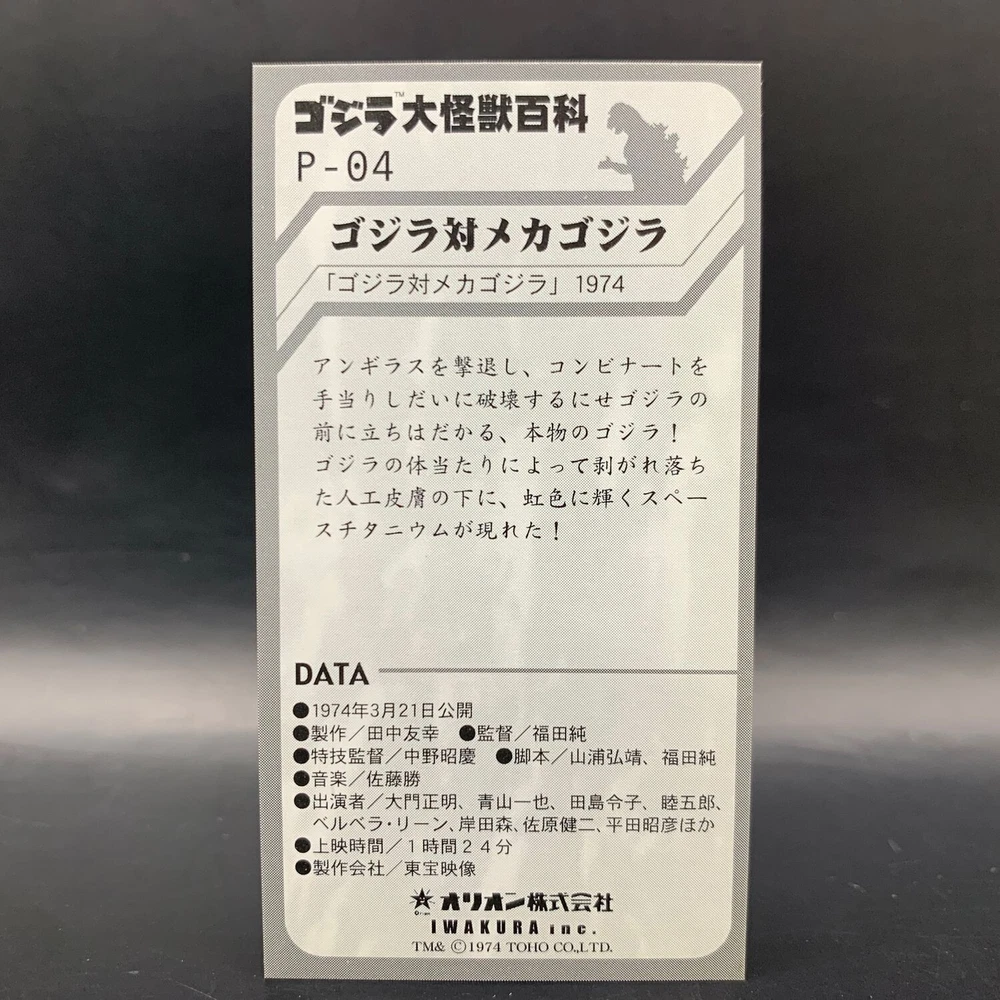 ゴジラ™大怪獣百科
P-04
ゴジラ対メカゴジラ
「ゴジラ対メカゴジラ」1974
アンギラスを撃退し、コンビナートを
手当りしだいに破壊するにせゴジラの
前に立ちはだかる、本物のゴジラ！
ゴジラの体当たりによって剥がれ落ち
た人工皮膚の下に、虹色に輝くスペー
スチタニウムが現れた！
DATA
●1974年3月21日公開
●製作／田中友幸 ●監督／福田純
●特技監督／中野昭慶 ●脚本／山浦弘靖、福田純
●音楽／佐藤勝
●出演者／大門正明、青山一也、田島令子、睦五郎、
ベルベラ・リーン、岸田森、佐原健二、平田昭彦ほか
●上映時間／1時間24分
●製作会社／東宝映像
オリオン株式会社
IWAKURA inc.
TM& ©1974 TOHO CO.,LTD.